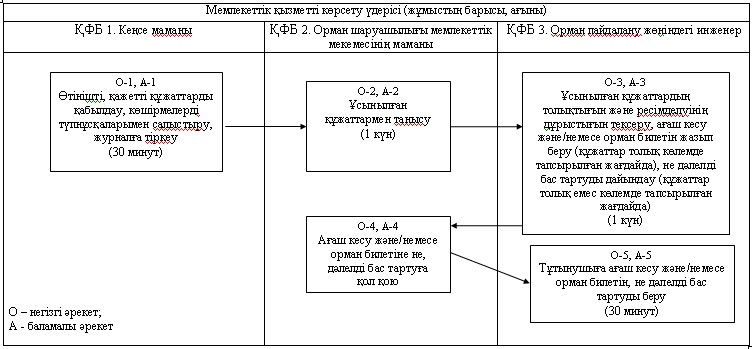 Мемлекеттік қызметті көрсету үдерісі (жұмыстың барысы, ағыны)
ҚФБ 1. Кеңсе маманы
ҚФБ 2. Орман шаруашылығы мемлекеттік
мекемесінің маманы
ҚФБ 3. Орман пайдалану жөніндегі инженер
О-1, А-1
Өтінішті, қажетті құжаттарды
қабылдау, көшірмелерді
түпнұсқаларымен салыстыру,
журналға тіркеу
(30 минут)
О-2, А-2
Ұсынылған
құжаттармен танысу
(1 күн)
О-3, А-3
Ұсынылған құжаттардың
толықтығын және ресімделуінің
дұрыстығын тексеру, ағаш кесу
және/немесе орман билетін жазып
беру (құжаттар толық көлемде
тапсырылған жағдайда), не дәлелді
бас тартуды дайындау (құжаттар
толық емес көлемде тапсырылған
жағдайда)
(1 күн)
О-4, А-4
Ағаш кесу және/немесе
орман билетіне не,
дәлелді бас тартуға
қол қою
О-5, А-5
Тұтынушыға ағаш кесу және/немесе
орман билетін, не дәлелді бас
тартуды беру
(30 минут)
О – негізгі әрекет;
А - баламалы әрекет